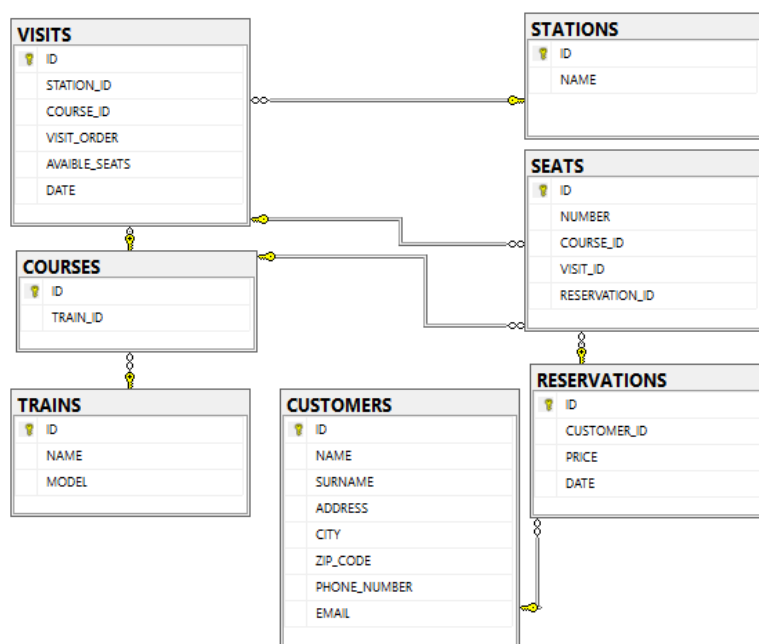 VISITS
ID
STATION_ID
COURSE_ID
VISIT_ORDER
AVAIBLE_SEATS
DATE
STATIONS
ID
NAME
SEATS
ID
NUMBER
COURSE_ID
VISIT_ID
RESERVATION_ID
COURSES
ID
TRAIN_ID
TRAINS
ID
NAME
MODEL
CUSTOMERS
ID
NAME
SURNAME
ADDRESS
CITY
ZIP_CODE
PHONE_NUMBER
EMAIL
RESERVATIONS
ID
CUSTOMER_ID
PRICE
DATE